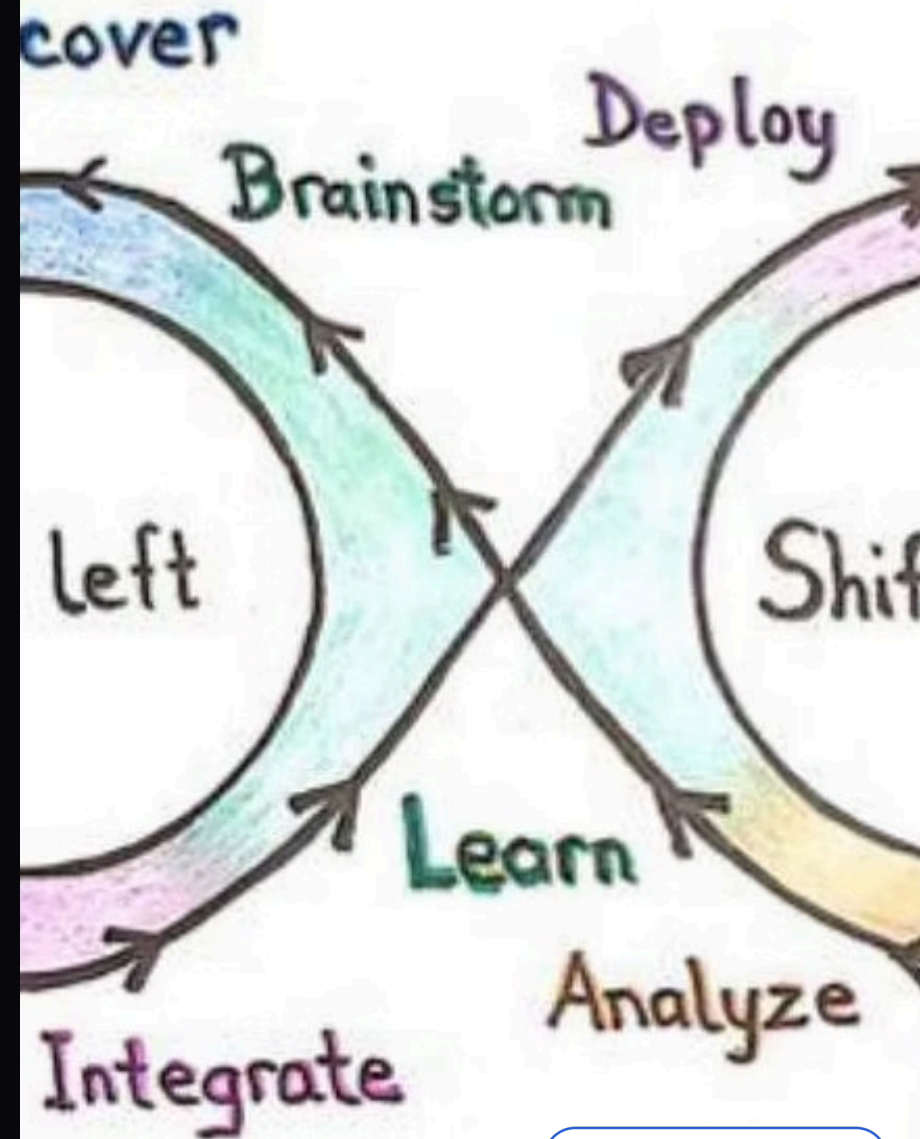 cover
Deploy
Brainstorm
left
Shif
Learn
Analyze
Integrate